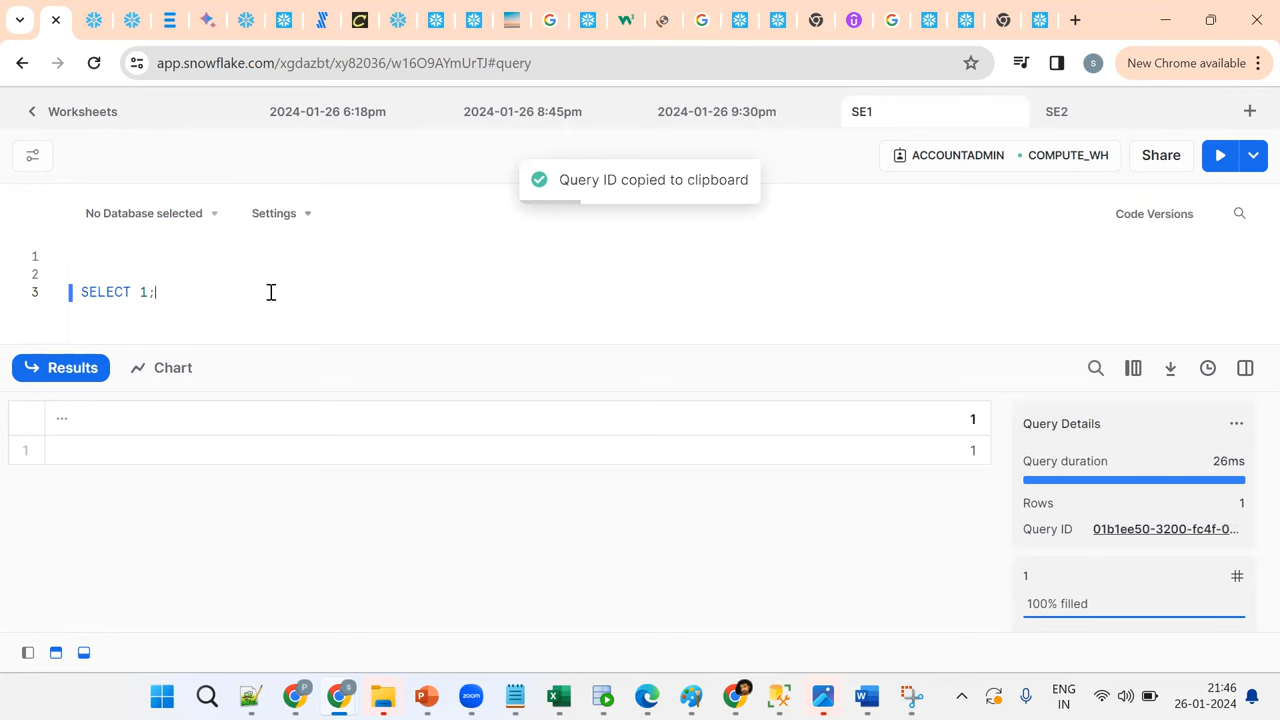 app.snowflake.com/xgdazbt/xy82036/w16O9AYmUrTJ#query
New Chrome available
Worksheets
2024-01-26 6:18pm
2024-01-26 8:45pm
2024-01-26 9:30pm
SE1
SE2
ACCOUNTADMIN
COMPUTE_WH
Share
Query ID copied to clipboard
No Database selected
Settings
Code Versions
1
2
3 SELECT 1;
Results
Chart
... 1
1 1
Query Details
Query duration 26ms
Rows 1
Query ID 01b1ee50-3200-fc4f-0...
1
100% filled
ENG
IN
21:46
26-01-2024